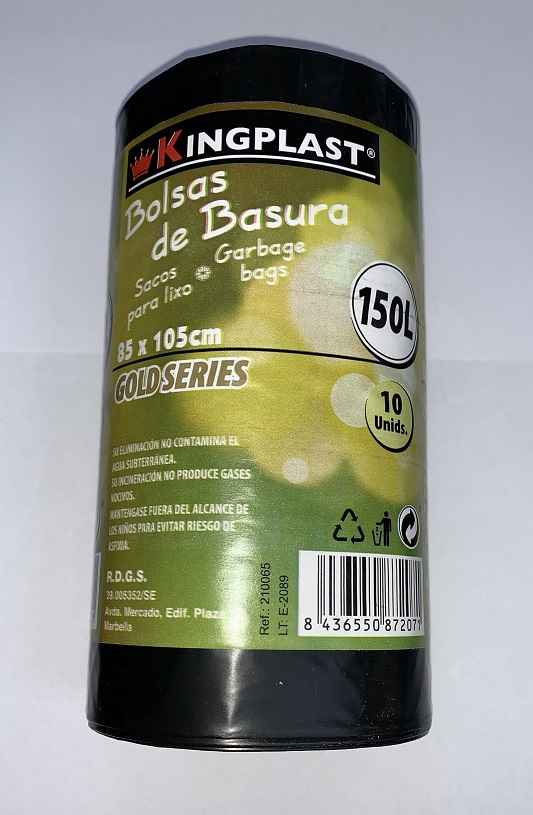 KINGPLAST®
Bolsas
de Basura
Sacos
para lixo
Garbage
bags
150L
85 x 105cm
GOLD SERIES
10
Unids.
SU ELIMINACIÓN NO CONTAMINA EL
AGUA SUBTERRÁNEA.
SU INCINERACIÓN NO PRODUCE GASES
NOCIVOS.
MANTENGASE FUERA DEL ALCANCE DE
LOS NIÑOS PARA EVITAR RIESGO DE
ASFIXIA.
R.D.G.S.
39.005352/SE
Avda. Mercado, Edif. Plaza
Marbella
Ref.: 210065
LT: E-2089
8 436550 872071